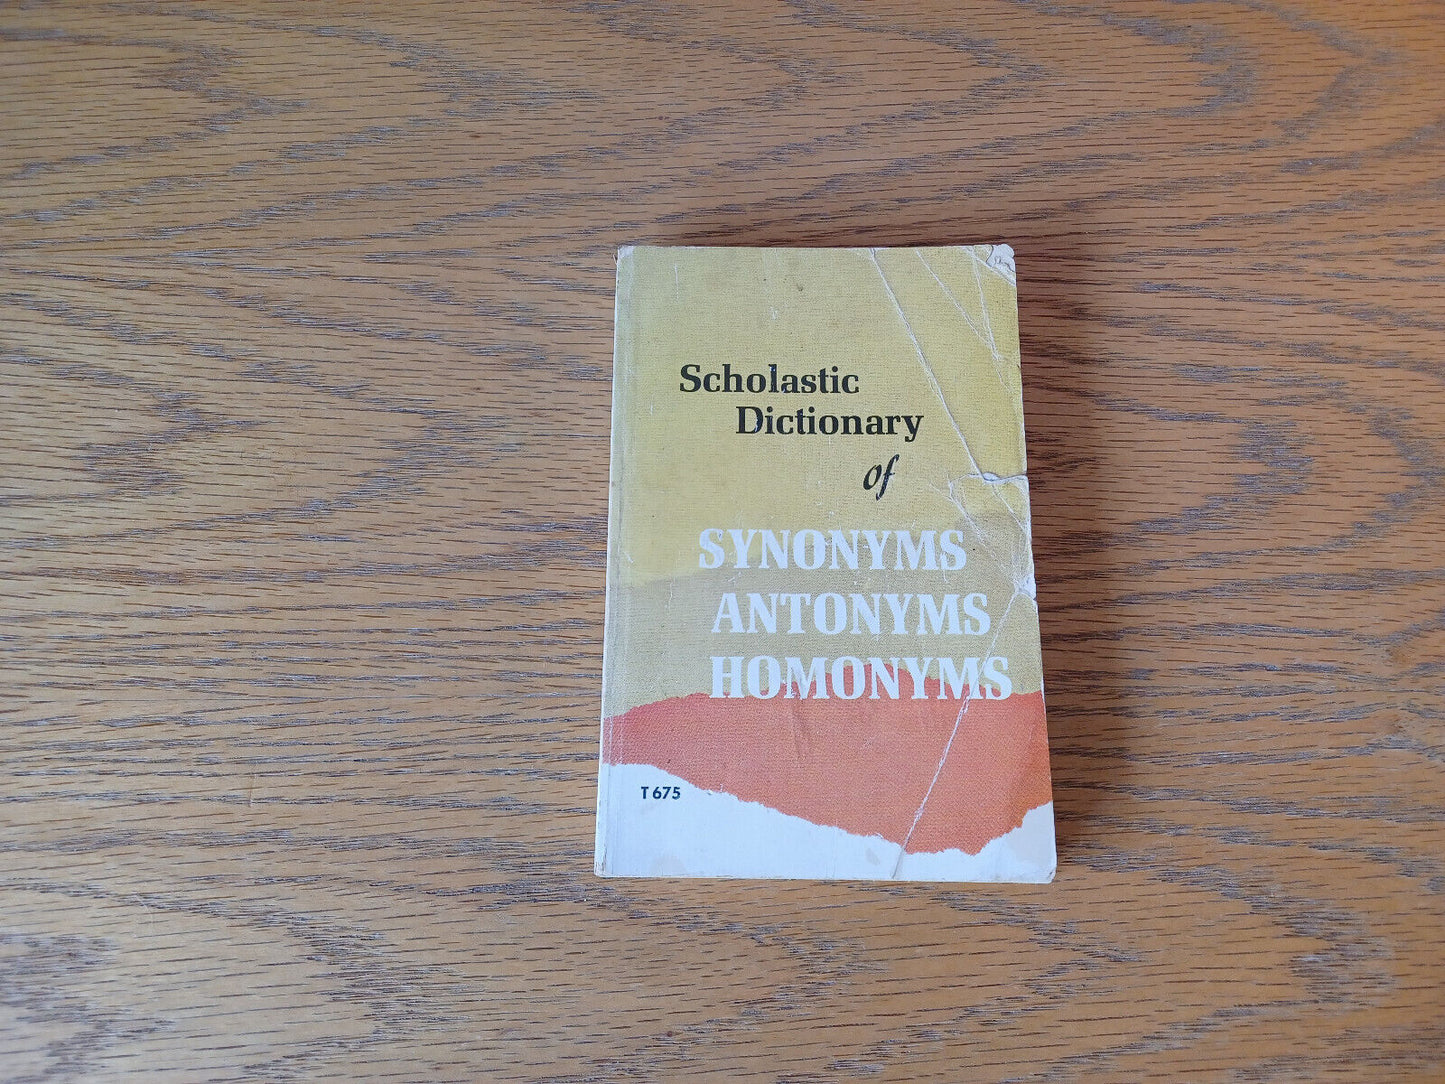 Scholastic
Dictionary
of
SYNONYMS
ANTONYMS
HOMONYMS
T 675